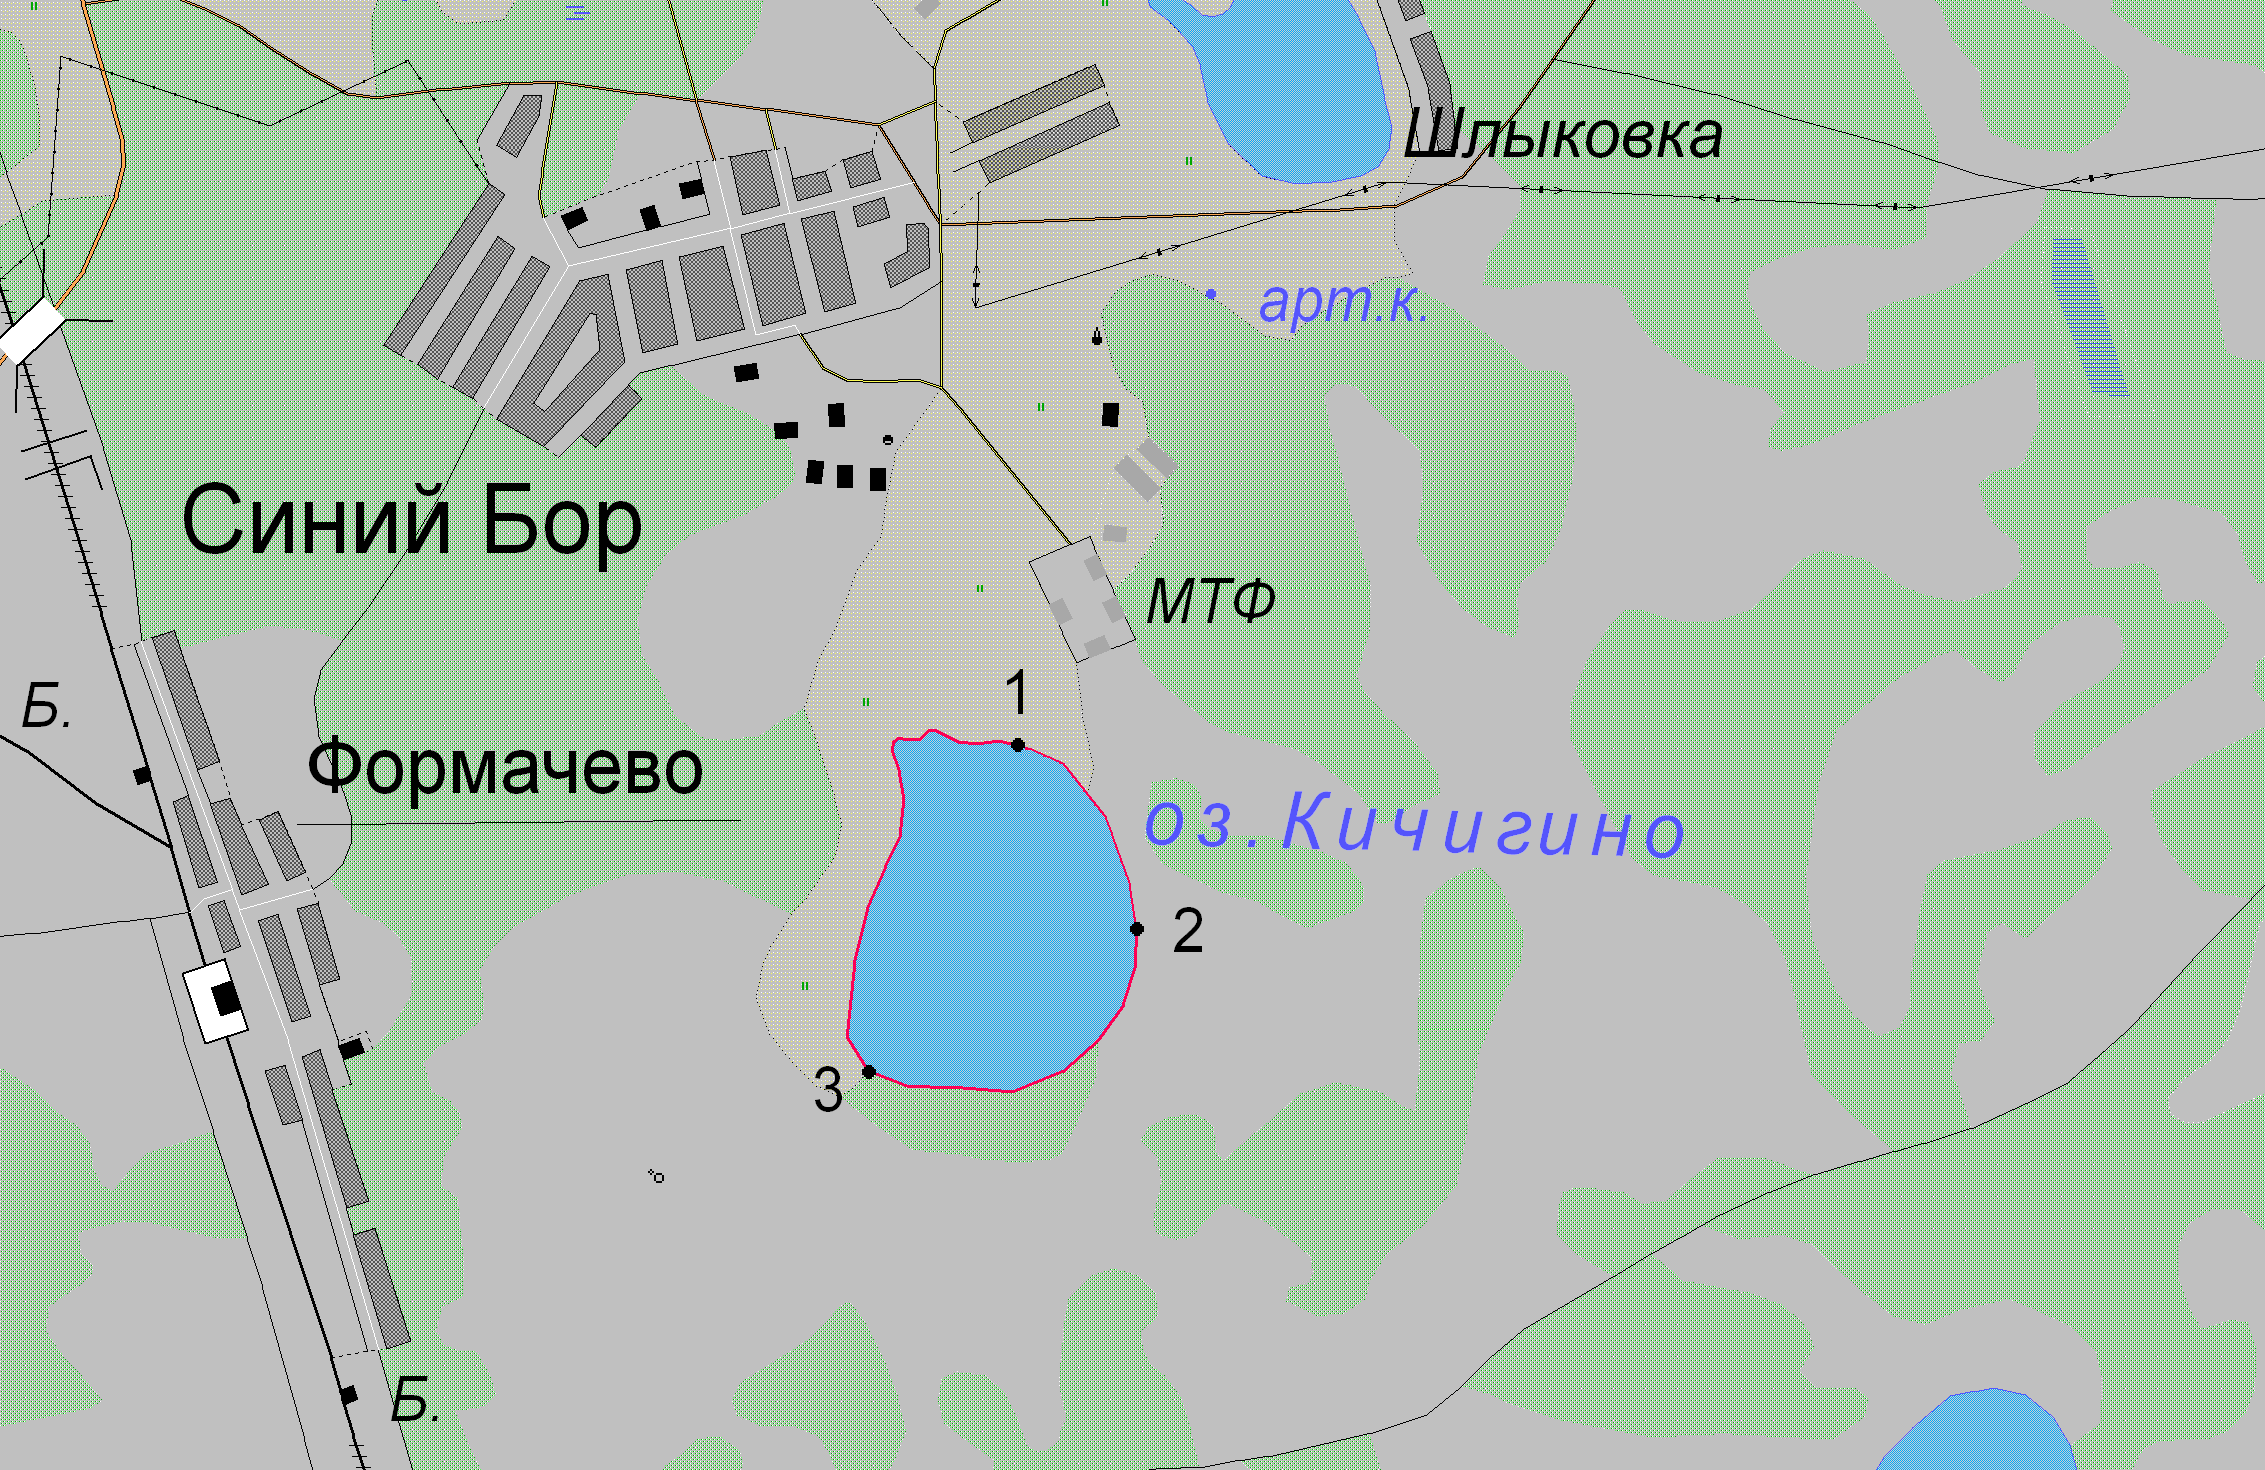 Шлыковка
арт.к.
Синий Бор
МТФ
1
Б.
Формачево
оз. Кичигино
2
3
Б.